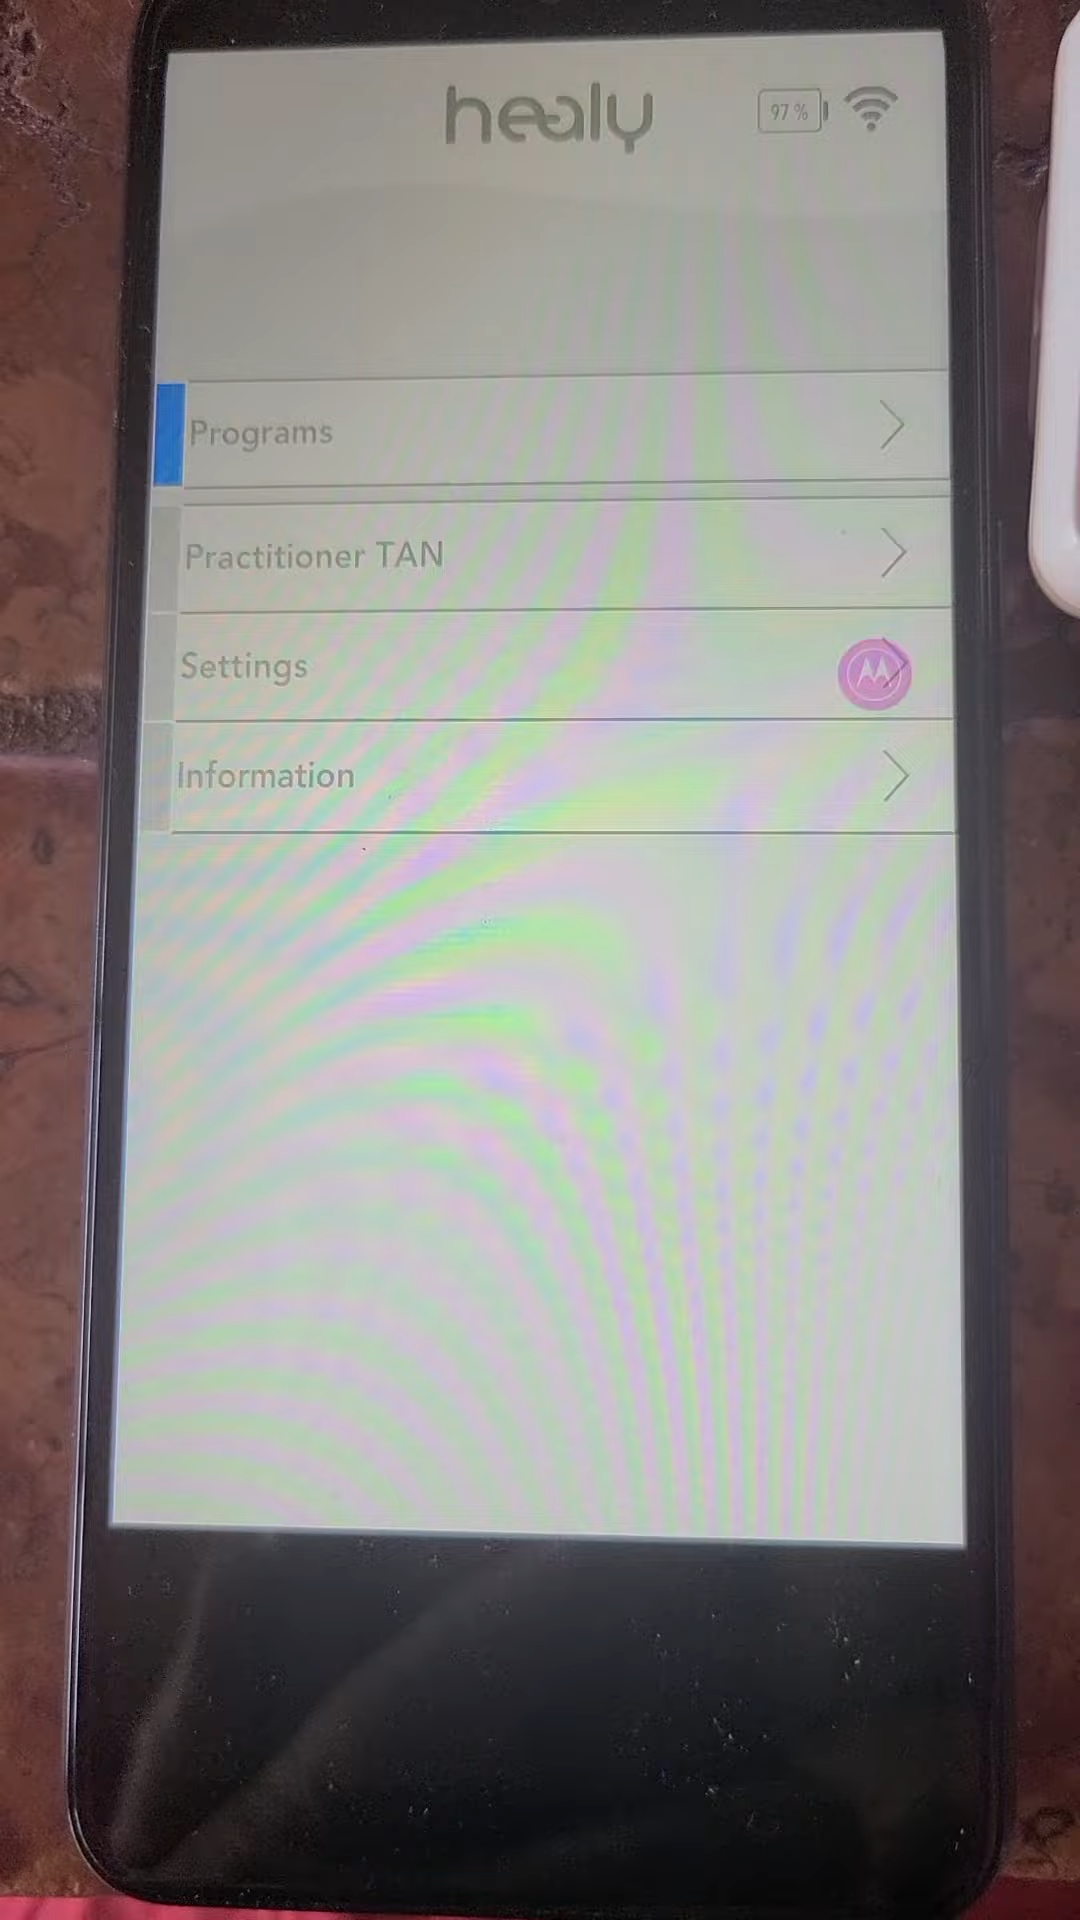 healy
97 %
Programs
Practitioner TAN
Settings
Information